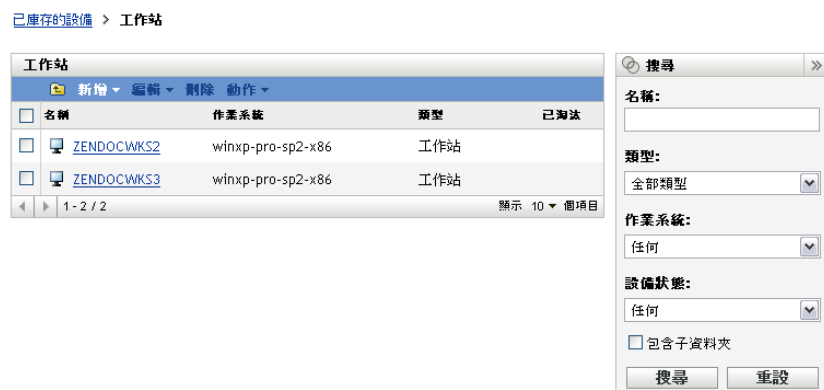 已庫存的設備 > 工作站
工作站
新增 編輯 刪除 動作
名稱 作業系統 類型 已淘汰
ZENDOCWKS2 winxp-pro-sp2-x86 工作站
ZENDOCWKS3 winxp-pro-sp2-x86 工作站
1 - 2 / 2 顯示 10 個項目
搜尋 »
名稱:
類型:
全部類型
作業系統:
任何
設備狀態:
任何
包含子資料夾
搜尋 重設